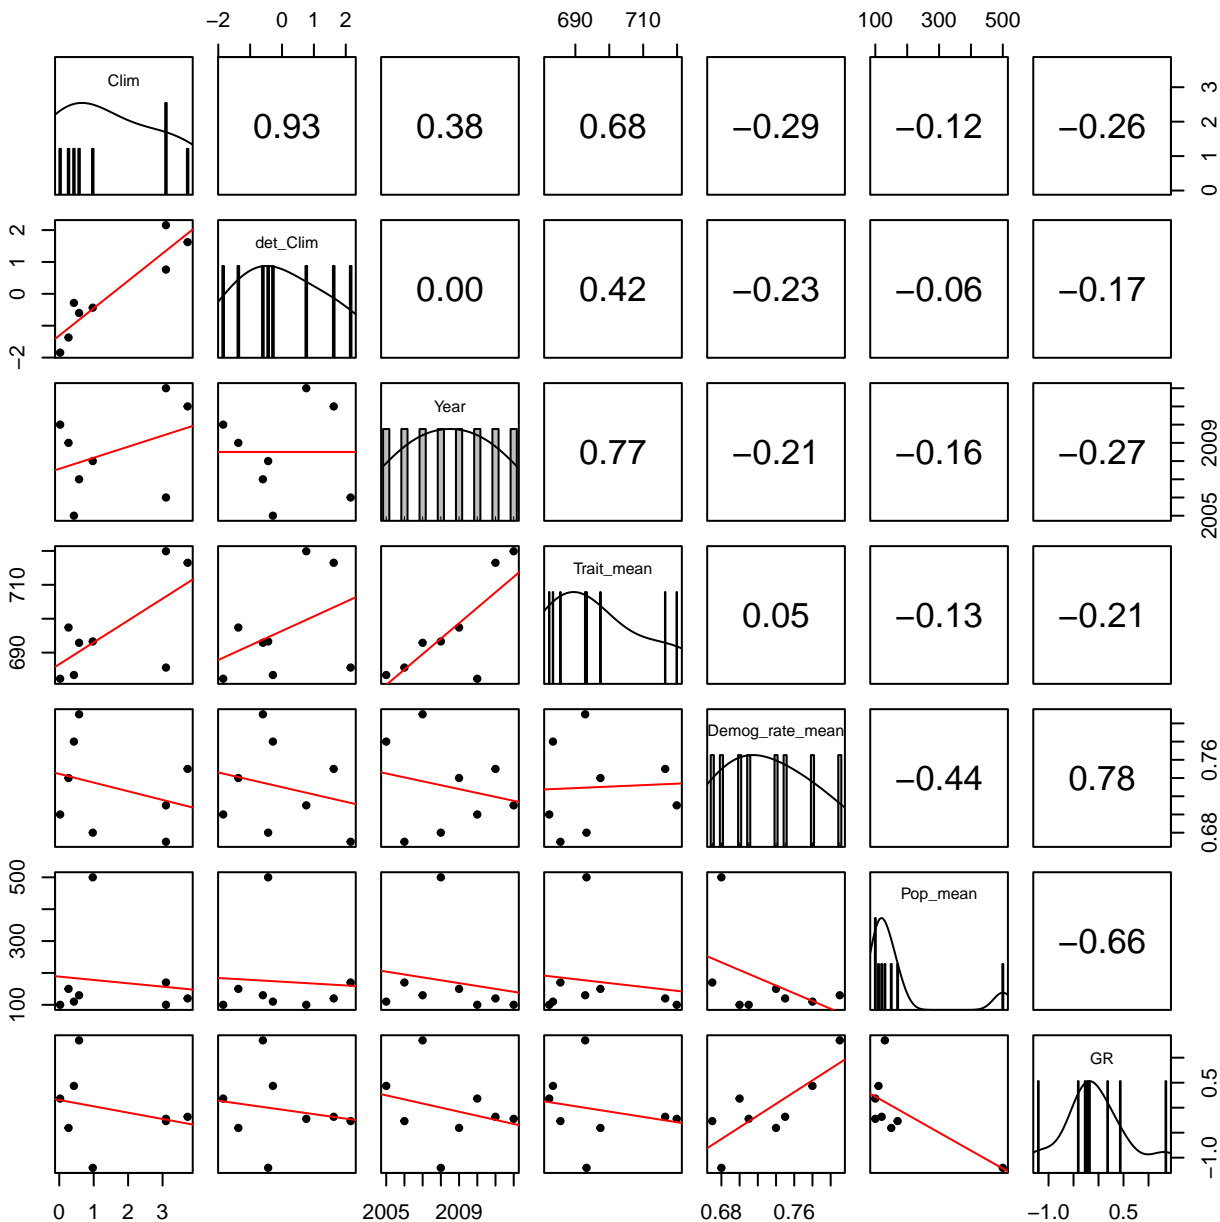 −2 0 1 2 690 710 100 300 500
Clim 0.93 0.38 0.68 −0.29 −0.12 −0.26 0 1 2 3
−2 0 1 2 det_Clim 0.00 0.42 −0.23 −0.06 −0.17
Year 0.77 −0.21 −0.16 −0.27 2005 2009
690 710 Trait_mean 0.05 −0.13 −0.21
Demog_rate_mean −0.44 0.78 0.68 0.76
100 300 500 Pop_mean −0.66
GR −1.0 0.5
0 1 2 3 2005 2009 0.68 0.76 −1.0 0.5